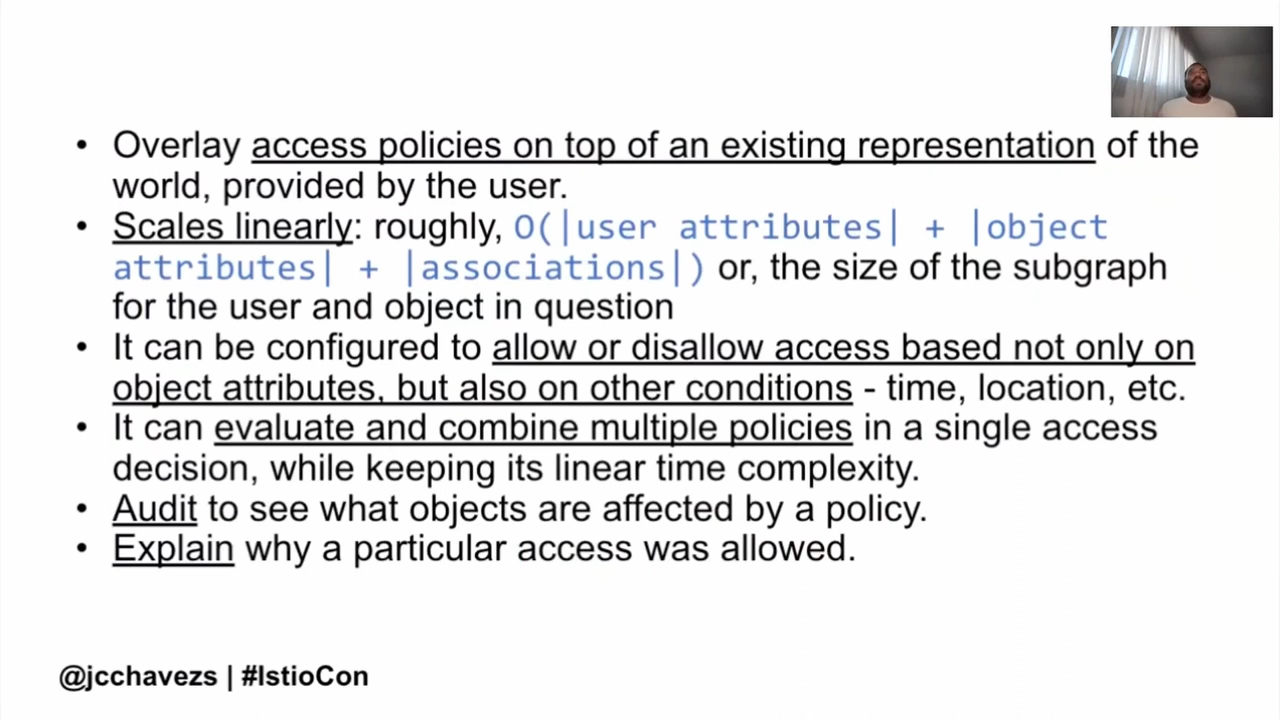 • Overlay access policies on top of an existing representation of the
world, provided by the user.
• Scales linearly: roughly, O(|user attributes| + |object
attributes| + |associations|) or, the size of the subgraph
for the user and object in question
• It can be configured to allow or disallow access based not only on
object attributes, but also on other conditions - time, location, etc.
• It can evaluate and combine multiple policies in a single access
decision, while keeping its linear time complexity.
• Audit to see what objects are affected by a policy.
• Explain why a particular access was allowed.
@jcchavezs | #IstioCon